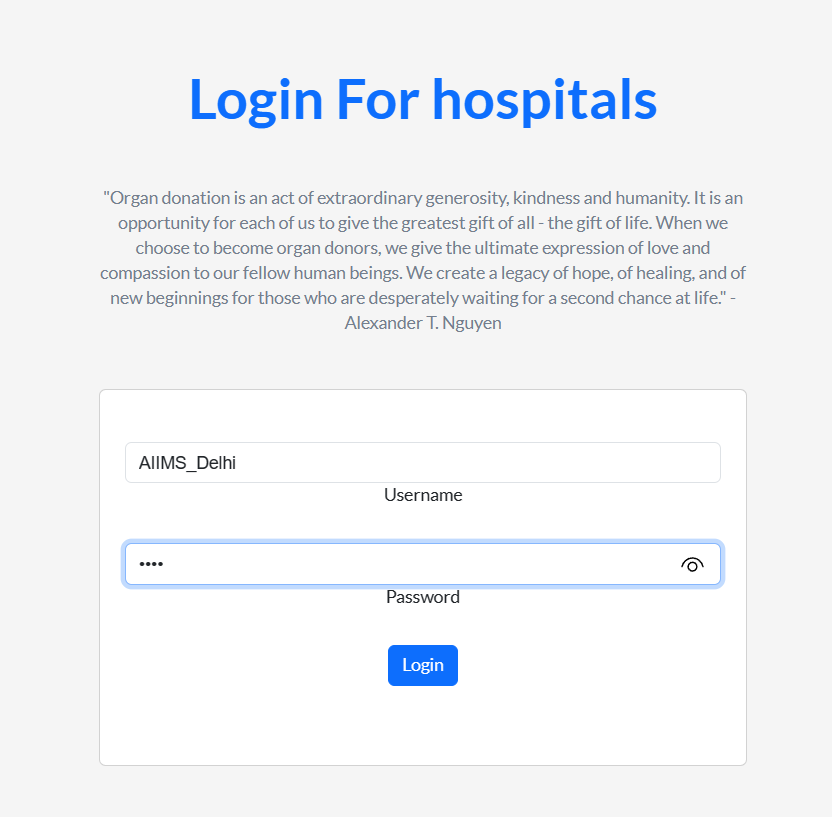 Login For hospitals
"Organ donation is an act of extraordinary generosity, kindness and humanity. It is an
opportunity for each of us to give the greatest gift of all - the gift of life. When we
choose to become organ donors, we give the ultimate expression of love and
compassion to our fellow human beings. We create a legacy of hope, of healing, and of
new beginnings for those who are desperately waiting for a second chance at life." -
Alexander T. Nguyen
AIIMS_Delhi
Username
••••
Password
Login